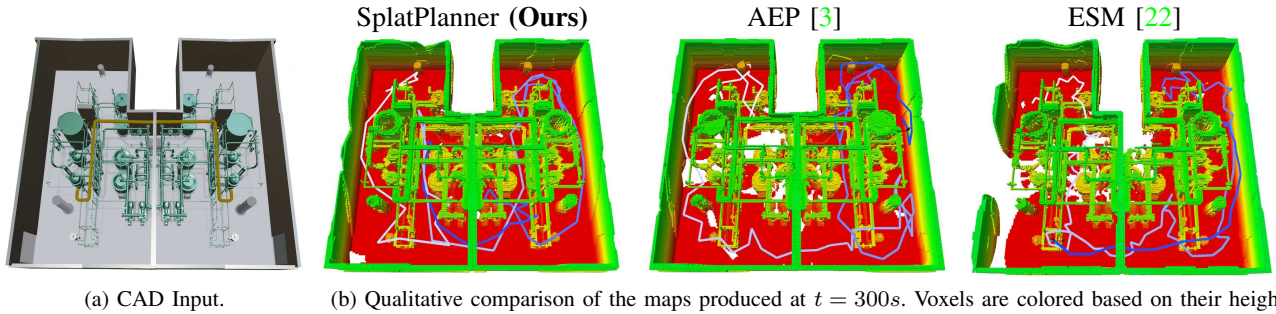 SplatPlanner (Ours) AEP [3] ESM [22]
(a) CAD Input. (b) Qualitative comparison of the maps produced at t = 300s. Voxels are colored based on their heigh